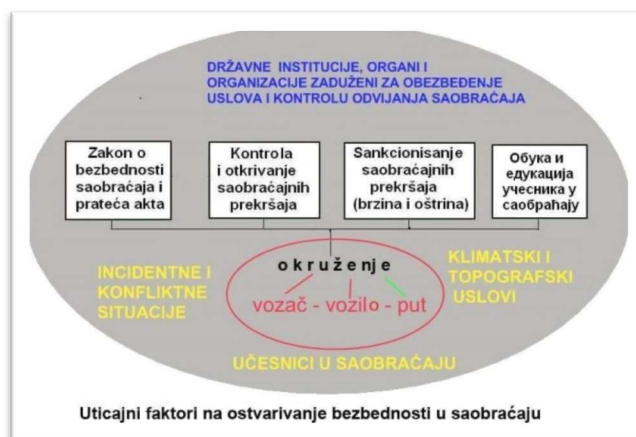 DRŽAVNE INSTITUCIJE, ORGANI I
ORGANIZACIJE ZADUŽENI ZA OBEZBEĐENJE
USLOVA I KONTROLU ODVIJANJA SAOBRAĆAJA
Zakon o
bezbednosti
saobraćaja i
prateća akta
Kontrola
i otkrivanje
saobraćajnih
prekršaja
Sankcionisanje
saobraćajnih
prekršaja
(brzina i oštrina)
Обука и
едукација
учесника у
саобраћају
INCIDENTNE I
KONFLIKTNE
SITUACIJE
okruženje
vozač - vozilo - put
KLIMATSKI I
TOPOGRAFSKI
USLOVI
UČESNICI U SAOBRAĆAJU
Uticajni faktori na ostvarivanje bezbednosti u saobraćaju